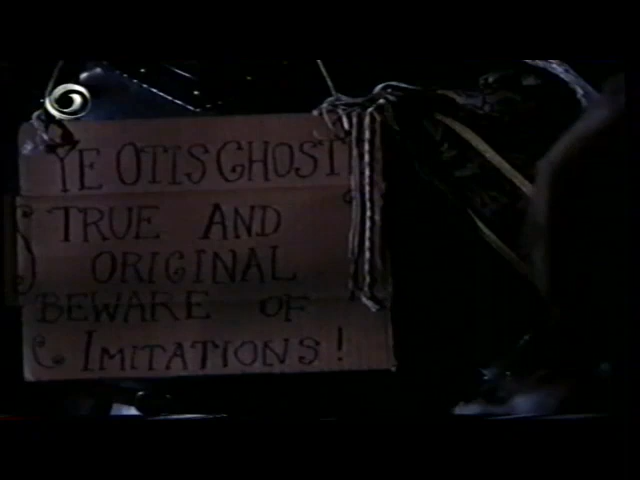 YE OTIS GHOST
TRUE AND
ORIGINAL
BEWARE OF
IMITATIONS!